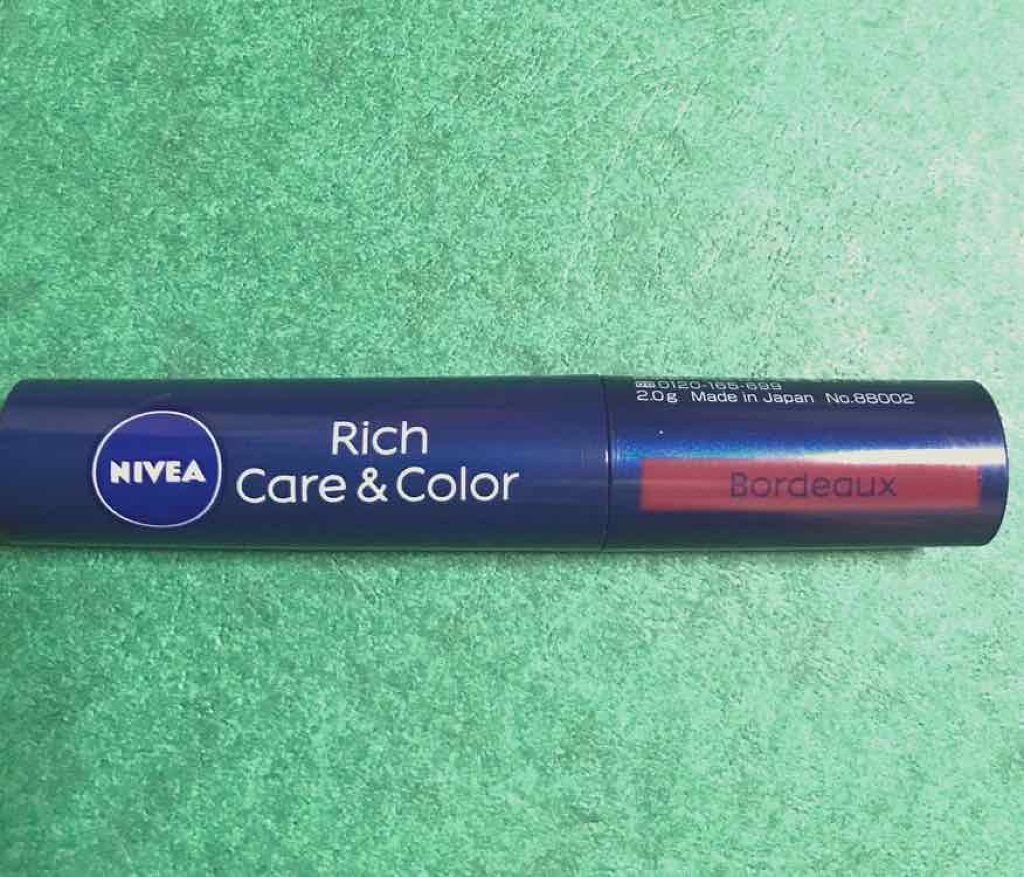 NIVEA
Rich
Care & Color
0120-165-699
2.0g Made in Japan No.88002
Bordeaux